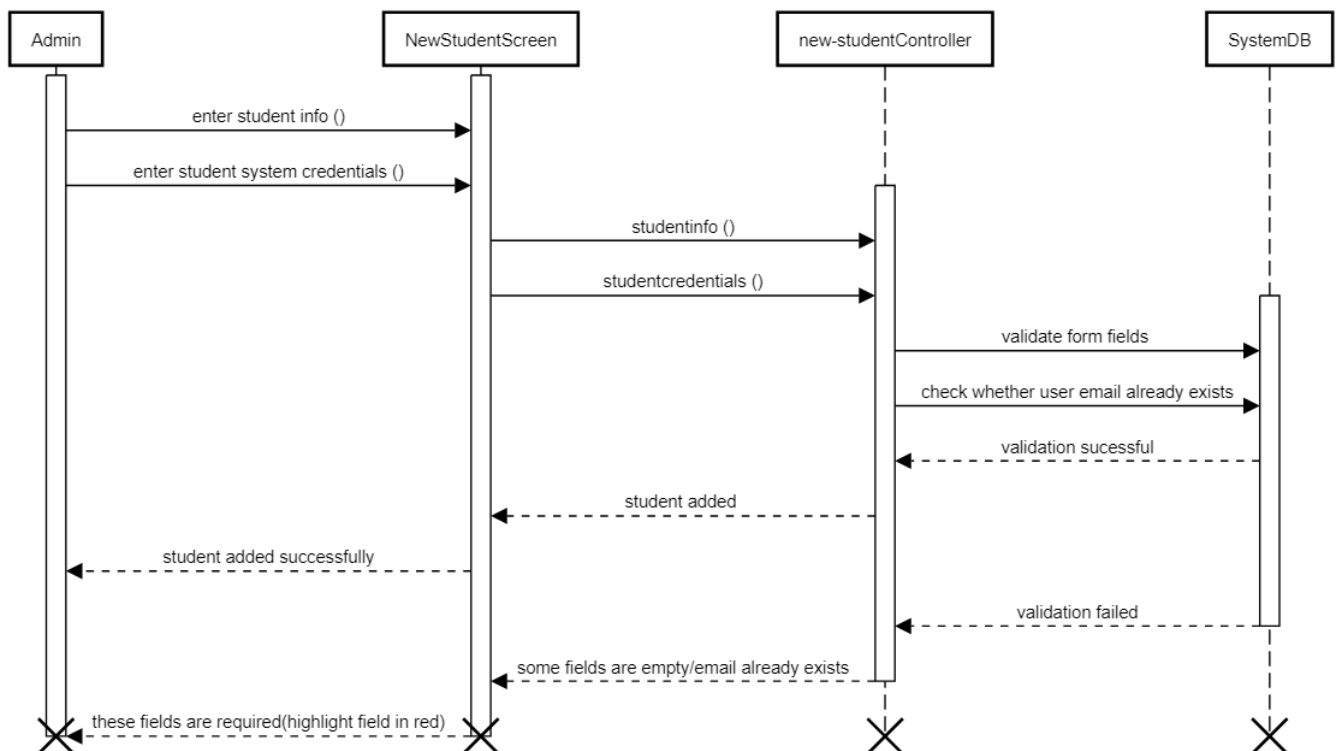 Admin
NewStudentScreen
new-studentController
SystemDB
enter student info ()
enter student system credentials ()
studentinfo ()
studentcredentials ()
validate form fields
check whether user email already exists
validation sucessful
student added
student added successfully
validation failed
some fields are empty/email already exists
these fields are required(highlight field in red)